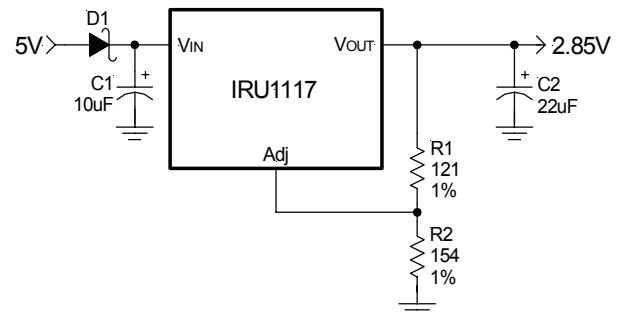 D1
5V
VIN
VOUT
2.85V
C1
10uF
+
IRU1117
+
C2
22uF
Adj
R1
121
1%
R2
154
1%